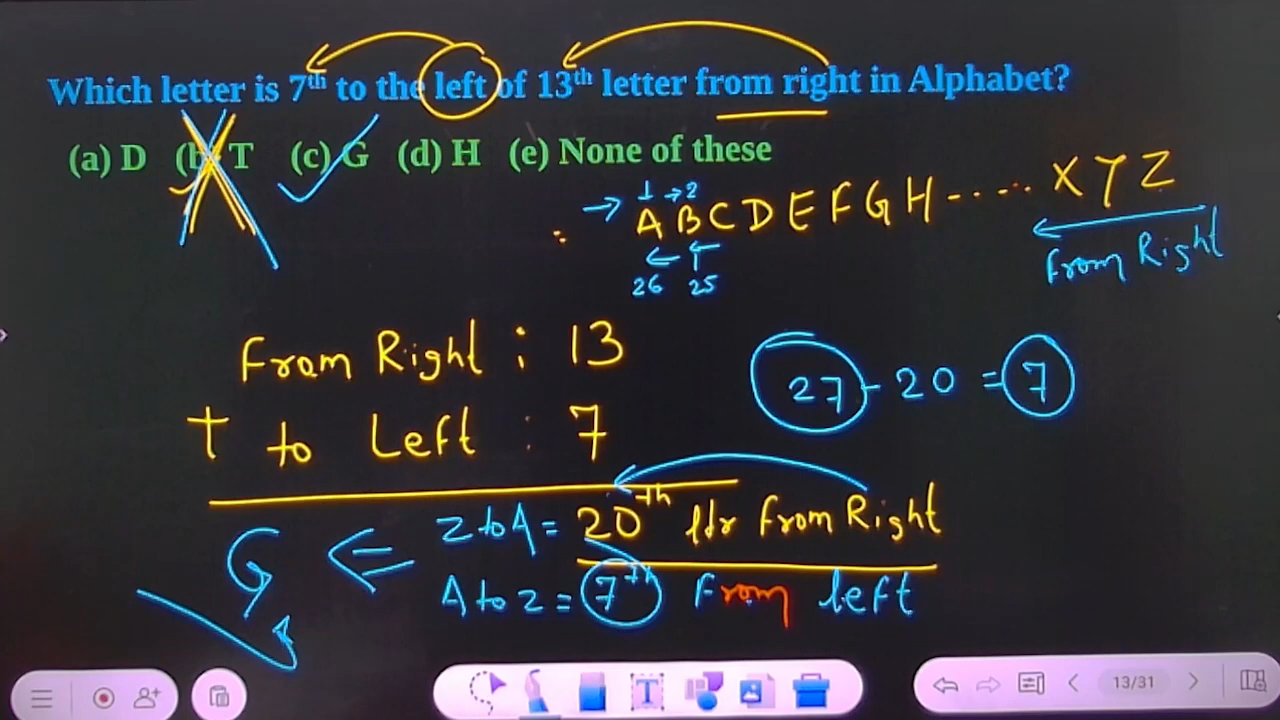 Which letter is 7th to the left of 13th letter from right in Alphabet?
(a) D (b) T (c) G (d) H (e) None of these
→ 1 → 2
A B C D E F G H ----... X Y Z
26 25
From Right
From Right : 13
+ to Left : 7
27 - 20 = 7
Z to A = 20th ltr from Right
G ⇐
A to Z = 7th From left
13/31